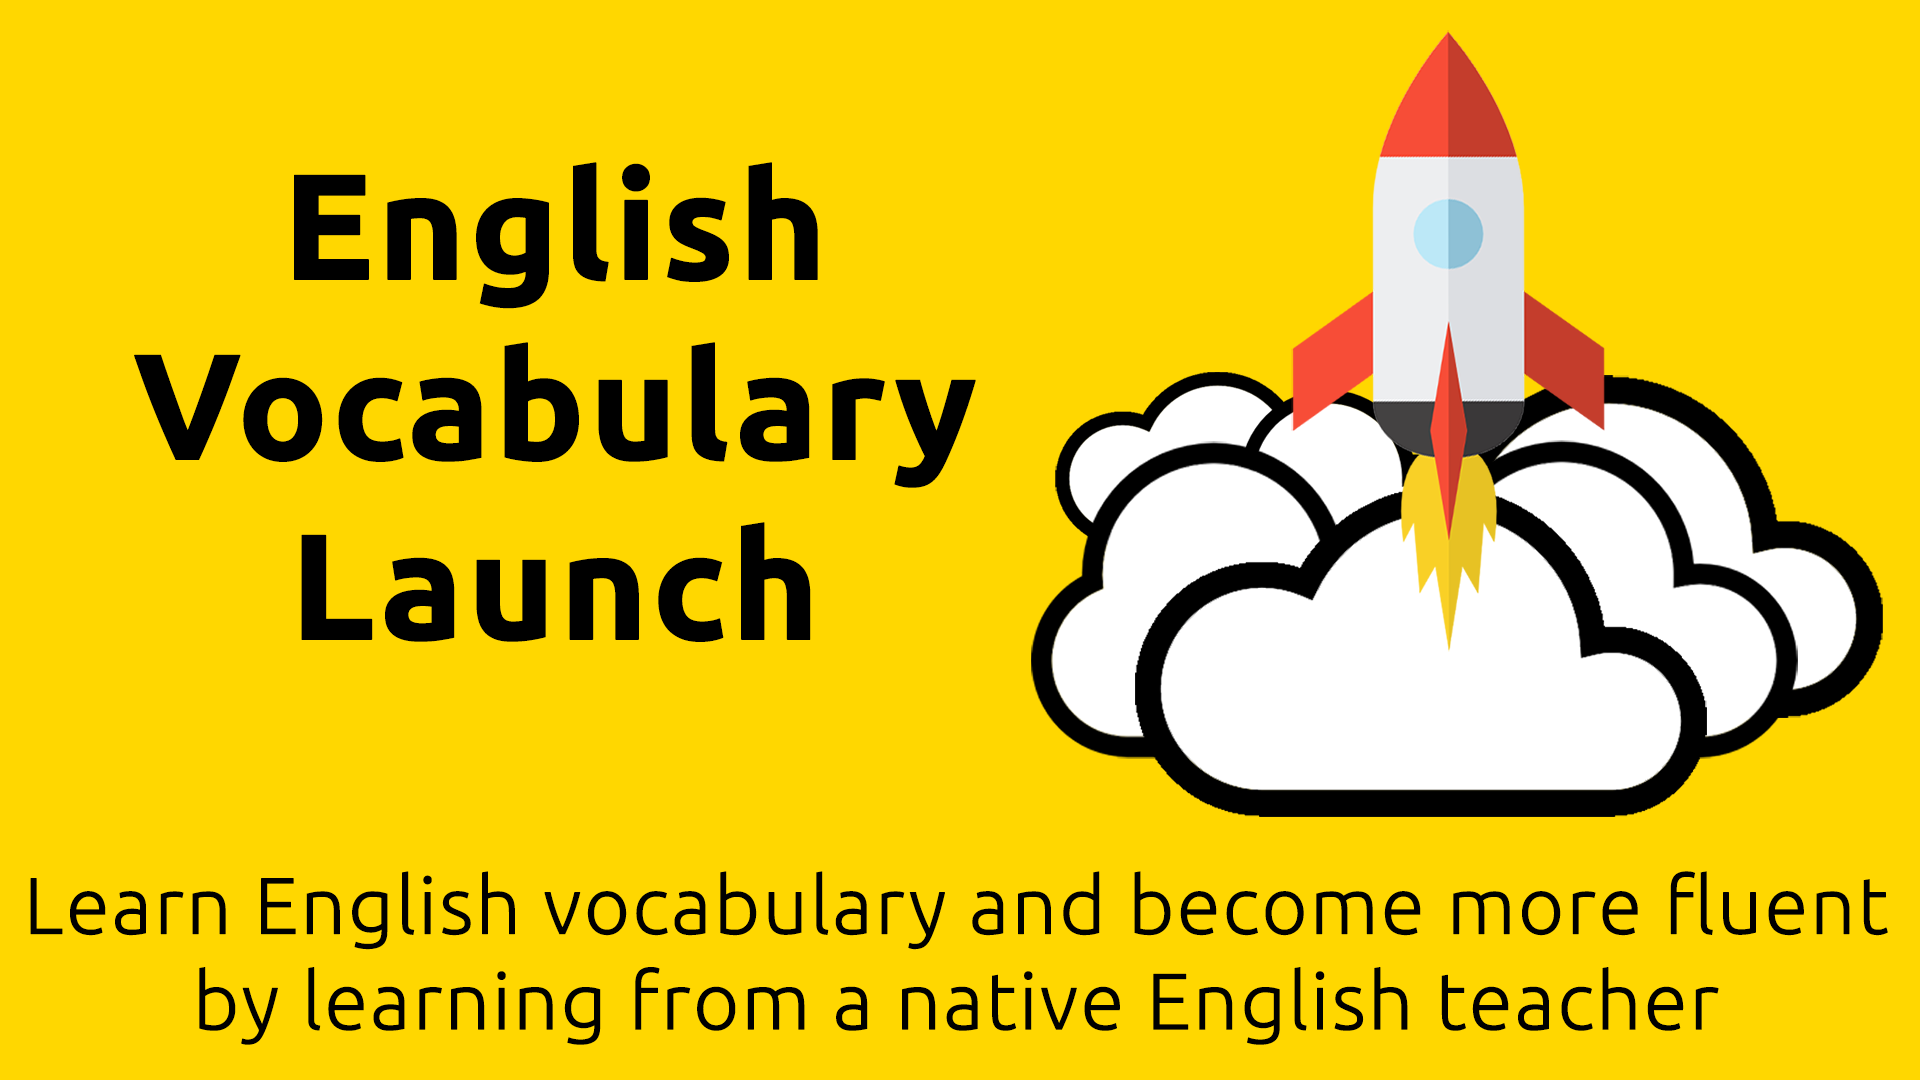 English
Vocabulary
Launch
Learn English vocabulary and become more fluent
by learning from a native English teacher